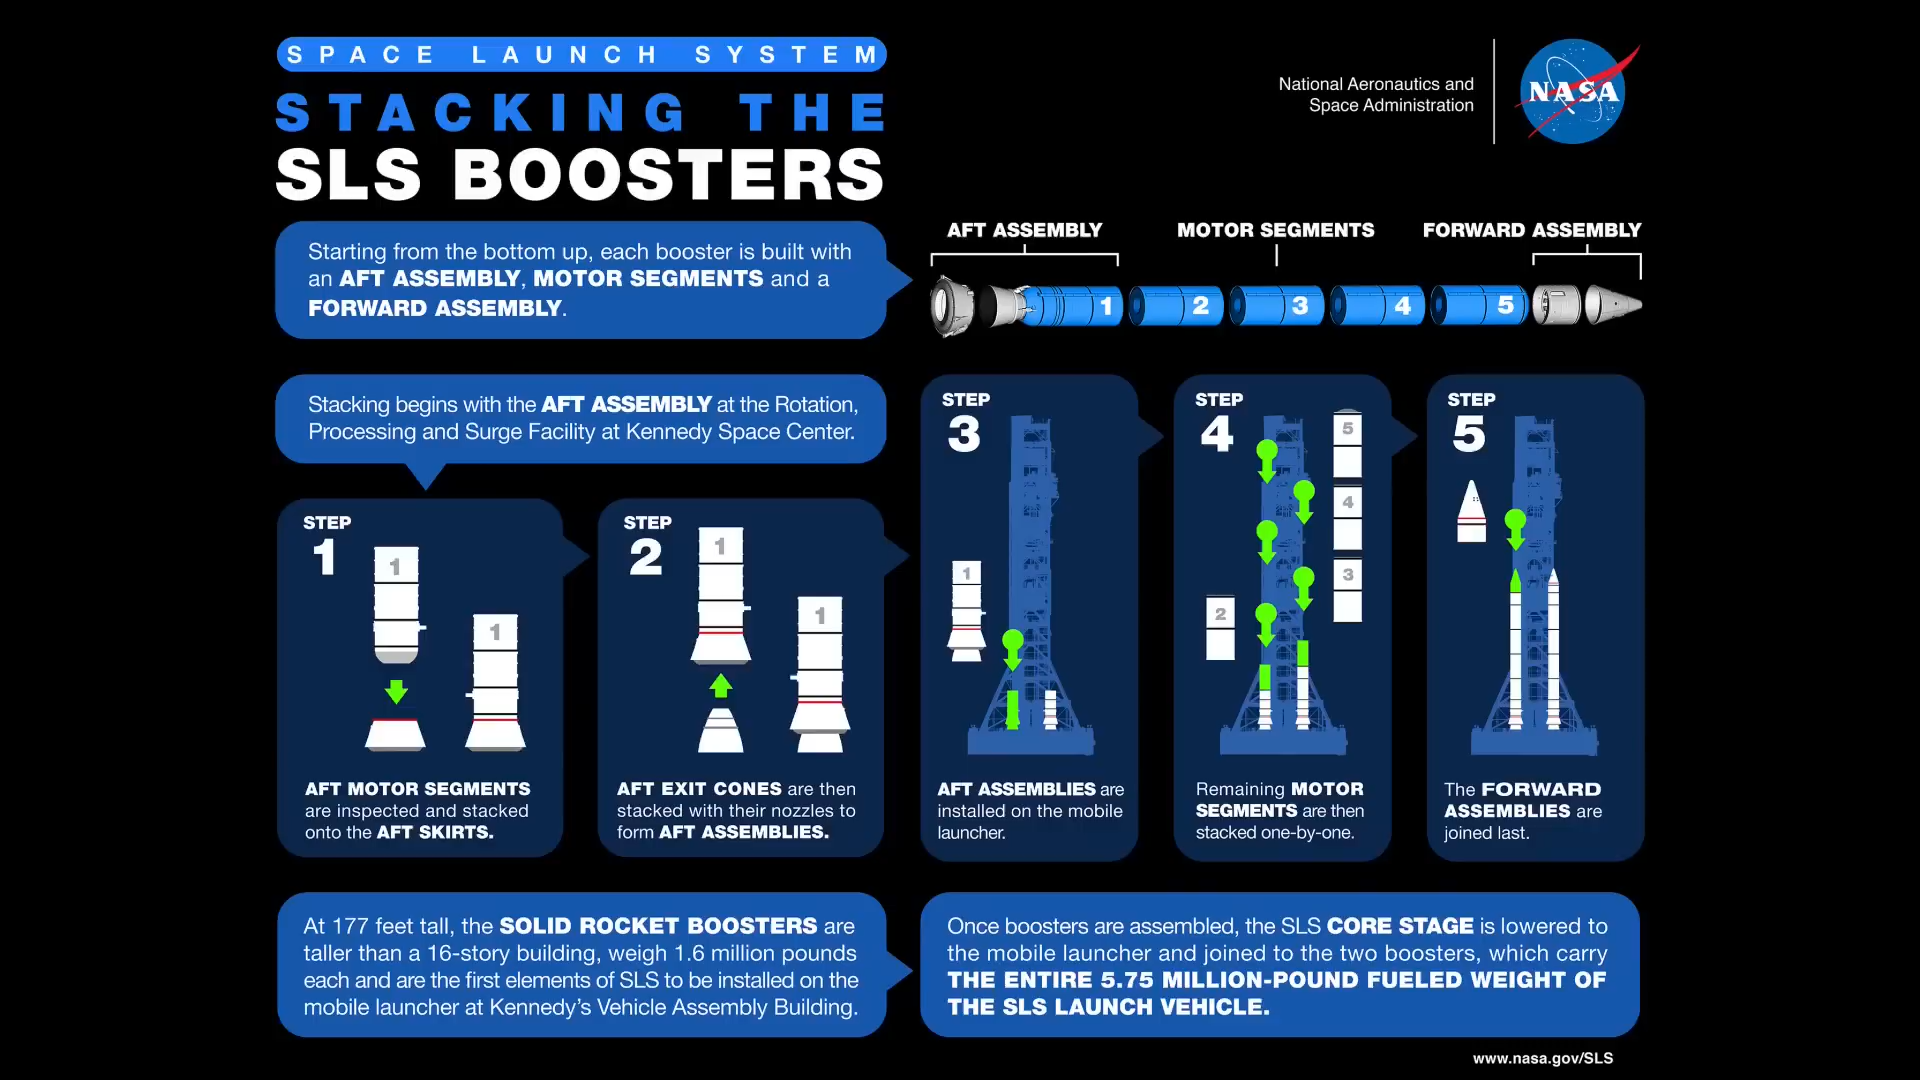 SPACE LAUNCH SYSTEM
STACKING THE
SLS BOOSTERS
National Aeronautics and
Space Administration
NASA
Starting from the bottom up, each booster is built with
an AFT ASSEMBLY, MOTOR SEGMENTS and a
FORWARD ASSEMBLY.
AFT ASSEMBLY
MOTOR SEGMENTS
FORWARD ASSEMBLY
1
2
3
4
5
Stacking begins with the AFT ASSEMBLY at the Rotation,
Processing and Surge Facility at Kennedy Space Center.
STEP
1
1
1
AFT MOTOR SEGMENTS
are inspected and stacked
onto the AFT SKIRTS.
STEP
2
1
1
AFT EXIT CONES are then
stacked with their nozzles to
form AFT ASSEMBLIES.
STEP
3
1
AFT ASSEMBLIES are
installed on the mobile
launcher.
STEP
4
5
4
3
2
Remaining MOTOR
SEGMENTS are then
stacked one-by-one.
STEP
5
The FORWARD
ASSEMBLIES are
joined last.
At 177 feet tall, the SOLID ROCKET BOOSTERS are
taller than a 16-story building, weigh 1.6 million pounds
each and are the first elements of SLS to be installed on the
mobile launcher at Kennedy’s Vehicle Assembly Building.
Once boosters are assembled, the SLS CORE STAGE is lowered to
the mobile launcher and joined to the two boosters, which carry
THE ENTIRE 5.75 MILLION-POUND FUELED WEIGHT OF
THE SLS LAUNCH VEHICLE.
www.nasa.gov/SLS